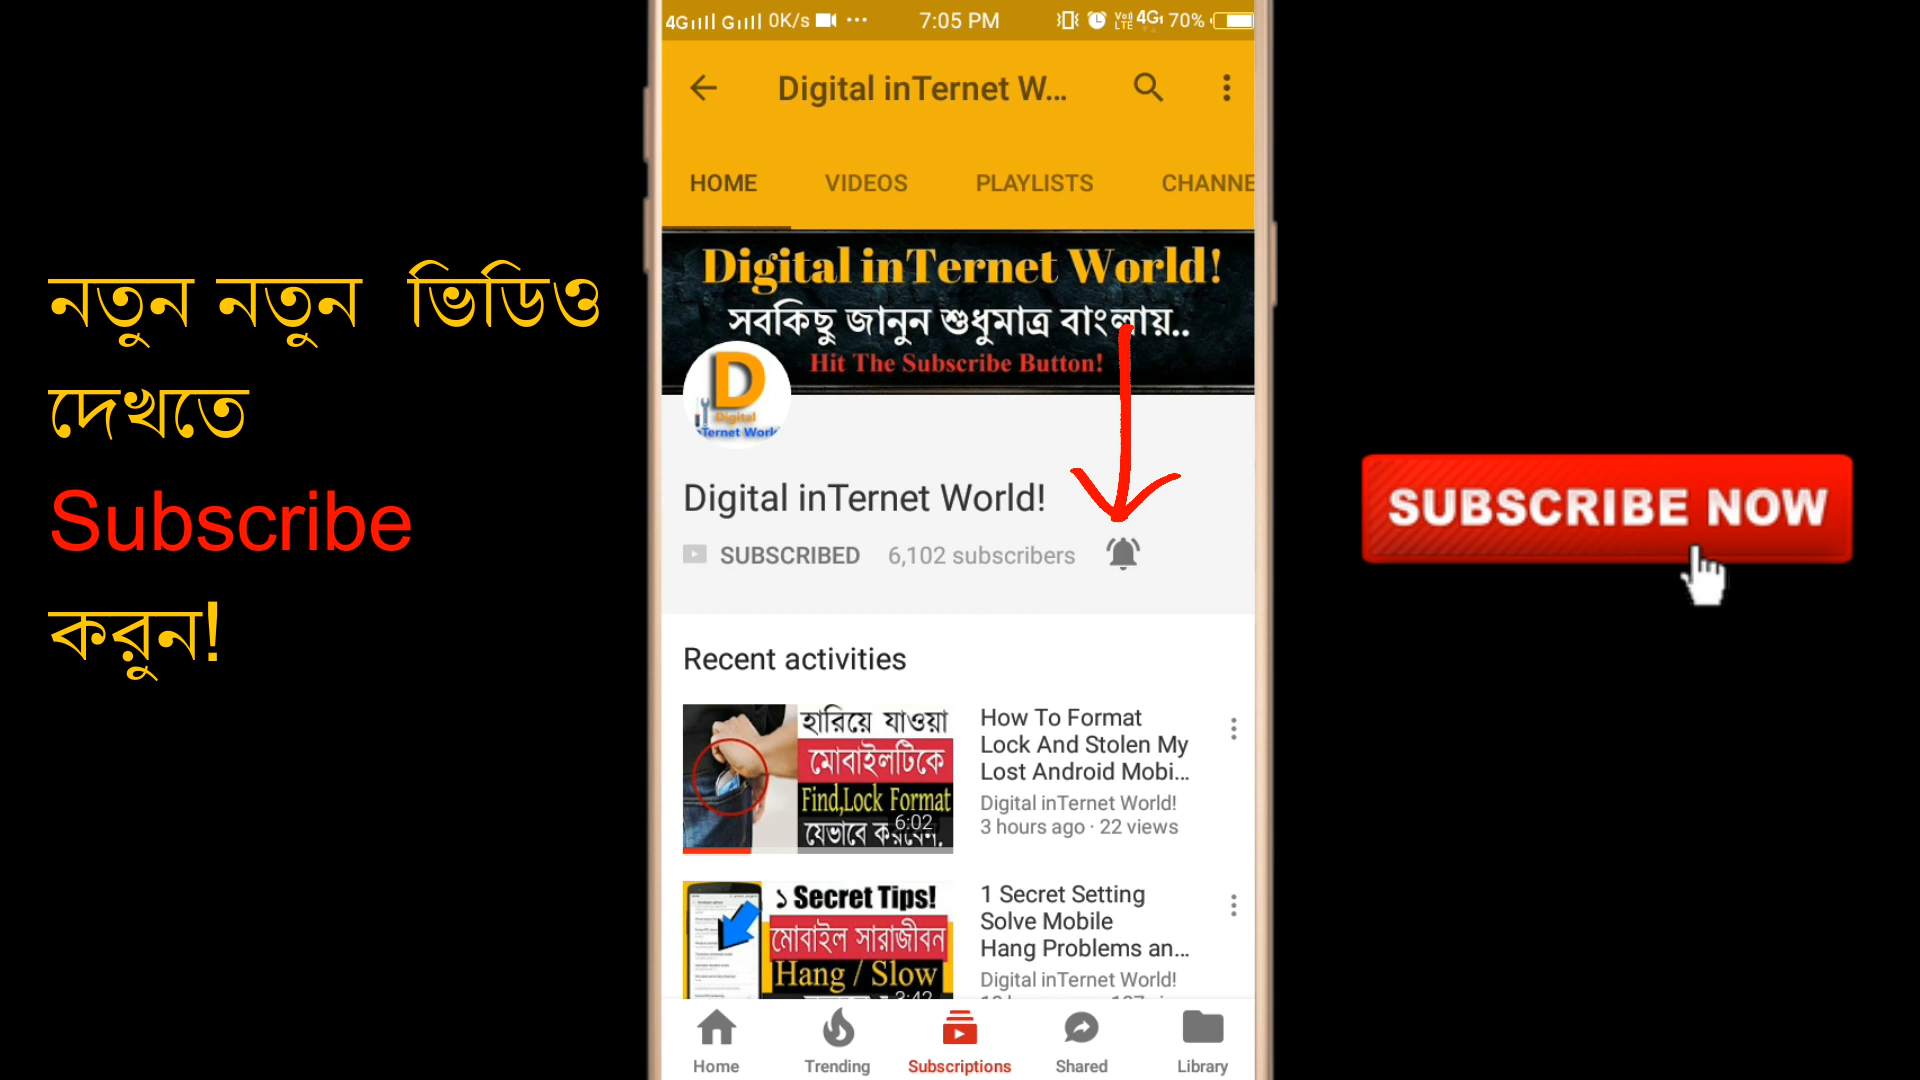 নতুন নতুন ভিডিও
দেখতে
Subscribe
করুন!
4G G 0K/s ... 7:05 PM VoLTE 4G 70%
Digital inTernet W...
HOME VIDEOS PLAYLISTS CHANNE
Digital inTernet World!
সবকিছু জানুন শুধুমাত্র বাংলায়..
Hit The Subscribe Button!
D
Digital
Ternet Worl
Digital inTernet World!
SUBSCRIBED 6,102 subscribers
Recent activities
হারিয়ে যাওয়া
মোবাইলটিকে
Find,Lock Format
যেভাবে করবেন.
6:02
How To Format
Lock And Stolen My
Lost Android Mobi...
Digital inTernet World!
3 hours ago · 22 views
১ Secret Tips!
মোবাইল সারাজীবন
Hang / Slow
3:42
1 Secret Setting
Solve Mobile
Hang Problems an...
Digital inTernet World!
Home Trending Subscriptions Shared Library
SUBSCRIBE NOW